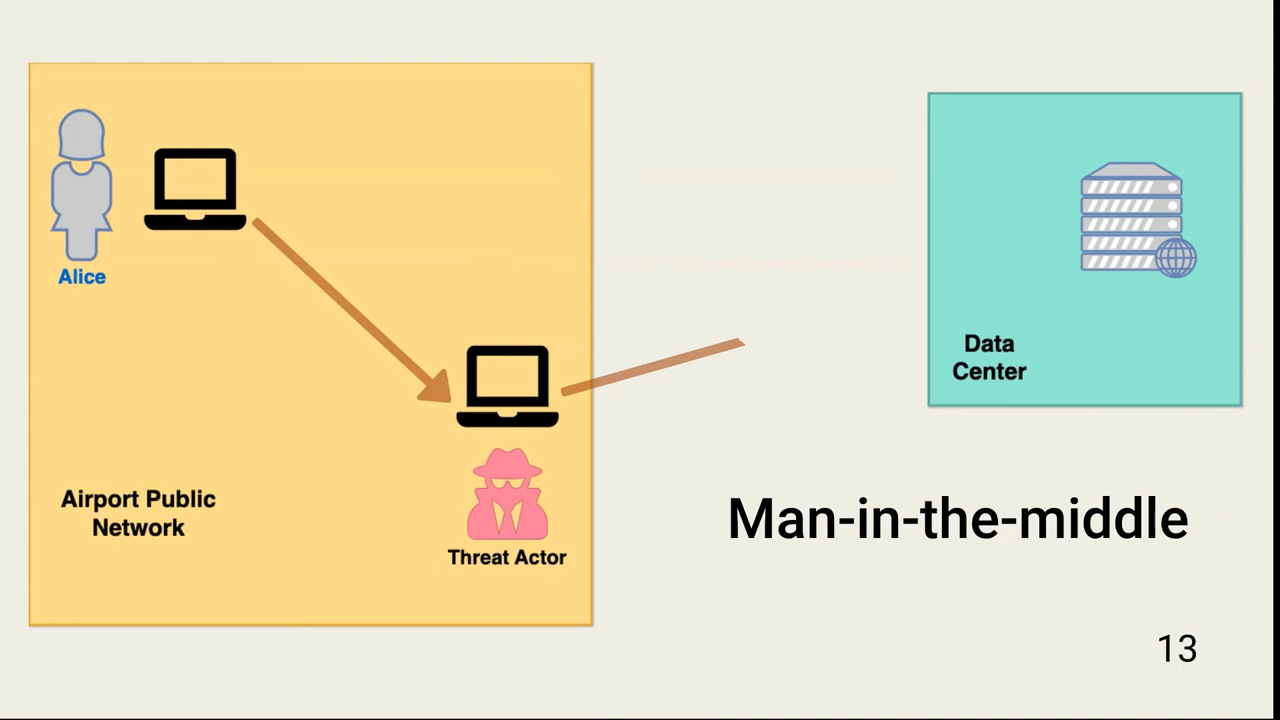 Alice
Airport Public
Network
Threat Actor
Data
Center
Man-in-the-middle
13